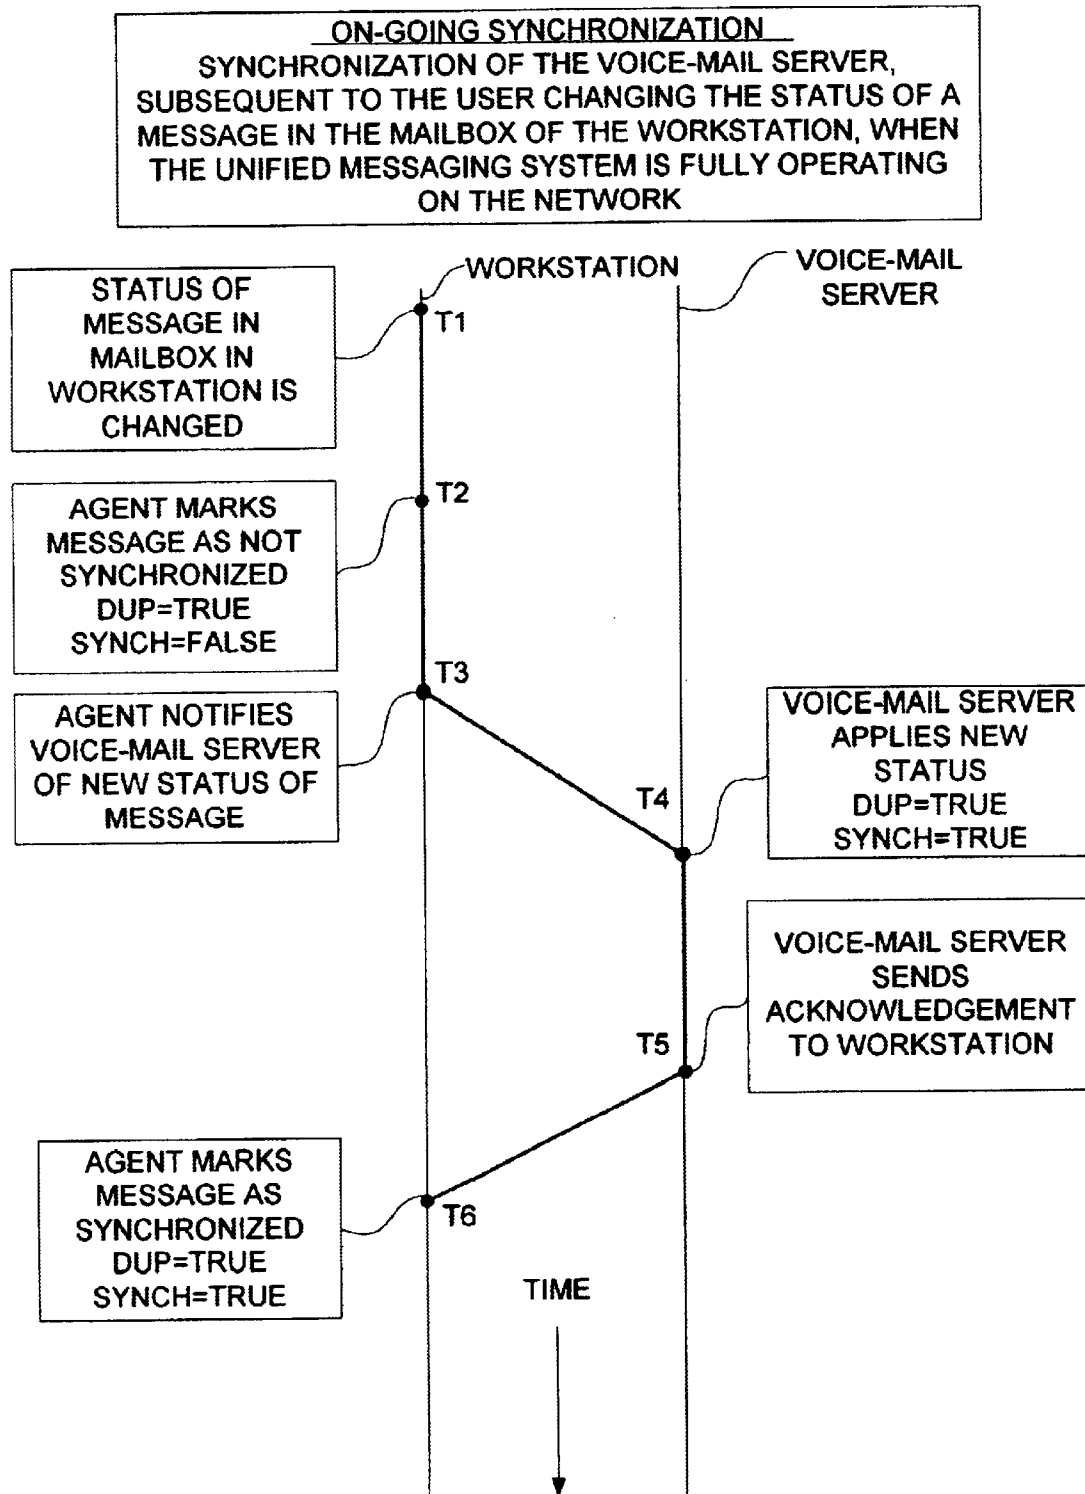 ON-GOING SYNCHRONIZATION
SYNCHRONIZATION OF THE VOICE-MAIL SERVER,
SUBSEQUENT TO THE USER CHANGING THE STATUS OF A
MESSAGE IN THE MAILBOX OF THE WORKSTATION, WHEN
THE UNIFIED MESSAGING SYSTEM IS FULLY OPERATING
ON THE NETWORK
WORKSTATION
VOICE-MAIL
SERVER
STATUS OF
MESSAGE IN
MAILBOX IN
WORKSTATION IS
CHANGED
T1
AGENT MARKS
MESSAGE AS NOT
SYNCHRONIZED
DUP=TRUE
SYNCH=FALSE
T2
T3
AGENT NOTIFIES
VOICE-MAIL SERVER
OF NEW STATUS OF
MESSAGE
VOICE-MAIL SERVER
APPLIES NEW
STATUS
DUP=TRUE
SYNCH=TRUE
T4
VOICE-MAIL SERVER
SENDS
ACKNOWLEDGEMENT
TO WORKSTATION
T5
AGENT MARKS
MESSAGE AS
SYNCHRONIZED
DUP=TRUE
SYNCH=TRUE
T6
TIME